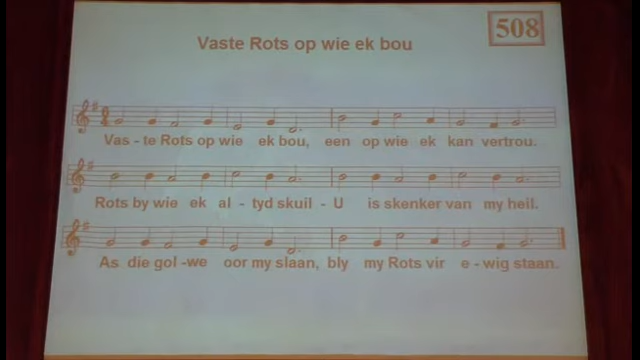 508
Vaste Rots op wie ek bou
Vas - te Rots op wie ek bou, een op wie ek kan vertrou.
Rots by wie ek al - tyd skuil - U is skenker van my heil.
As die gol -we oor my slaan, bly my Rots vir e - wig staan.